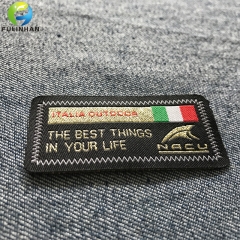 FULINHAN
ITALIA OUTDOOR
THE BEST THINGS
IN YOUR LIFE
NACU